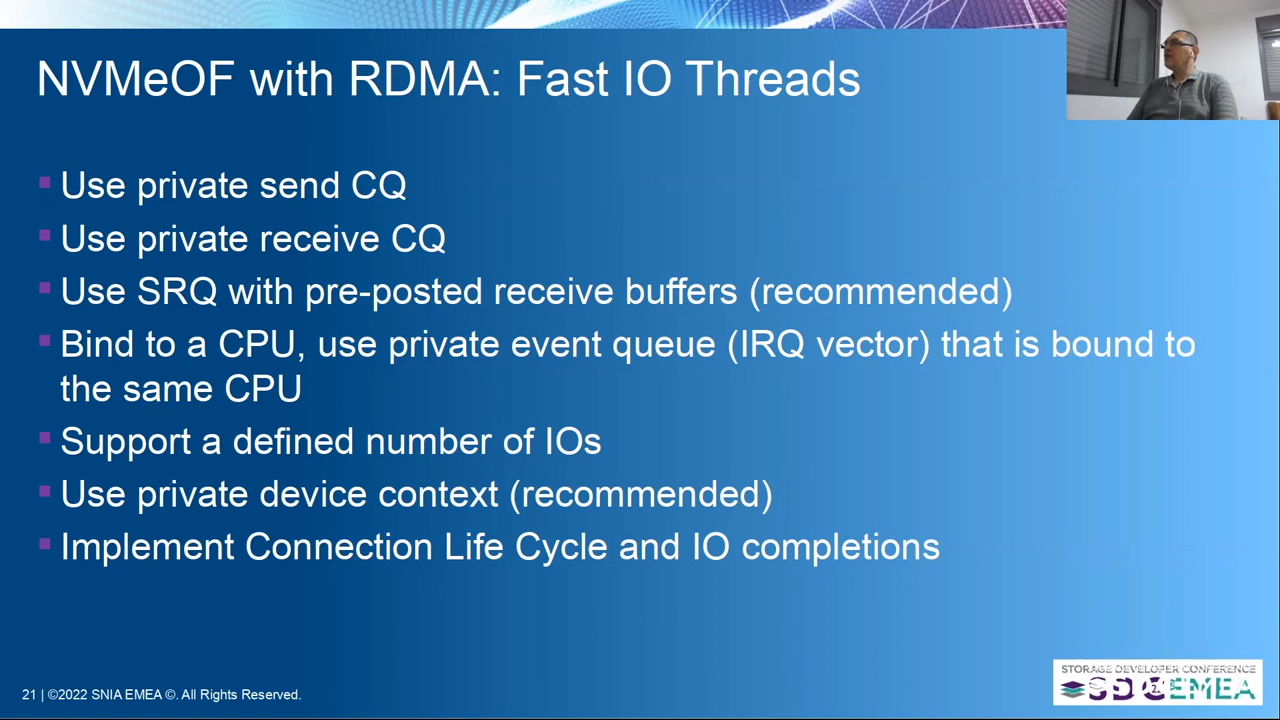 NVMeOF with RDMA: Fast IO Threads
Use private send CQ
Use private receive CQ
Use SRQ with pre-posted receive buffers (recommended)
Bind to a CPU, use private event queue (IRQ vector) that is bound to
the same CPU
Support a defined number of IOs
Use private device context (recommended)
Implement Connection Life Cycle and IO completions
21 | ©2022 SNIA EMEA ©. All Rights Reserved.
STORAGE DEVELOPER CONFERENCE
EMEA